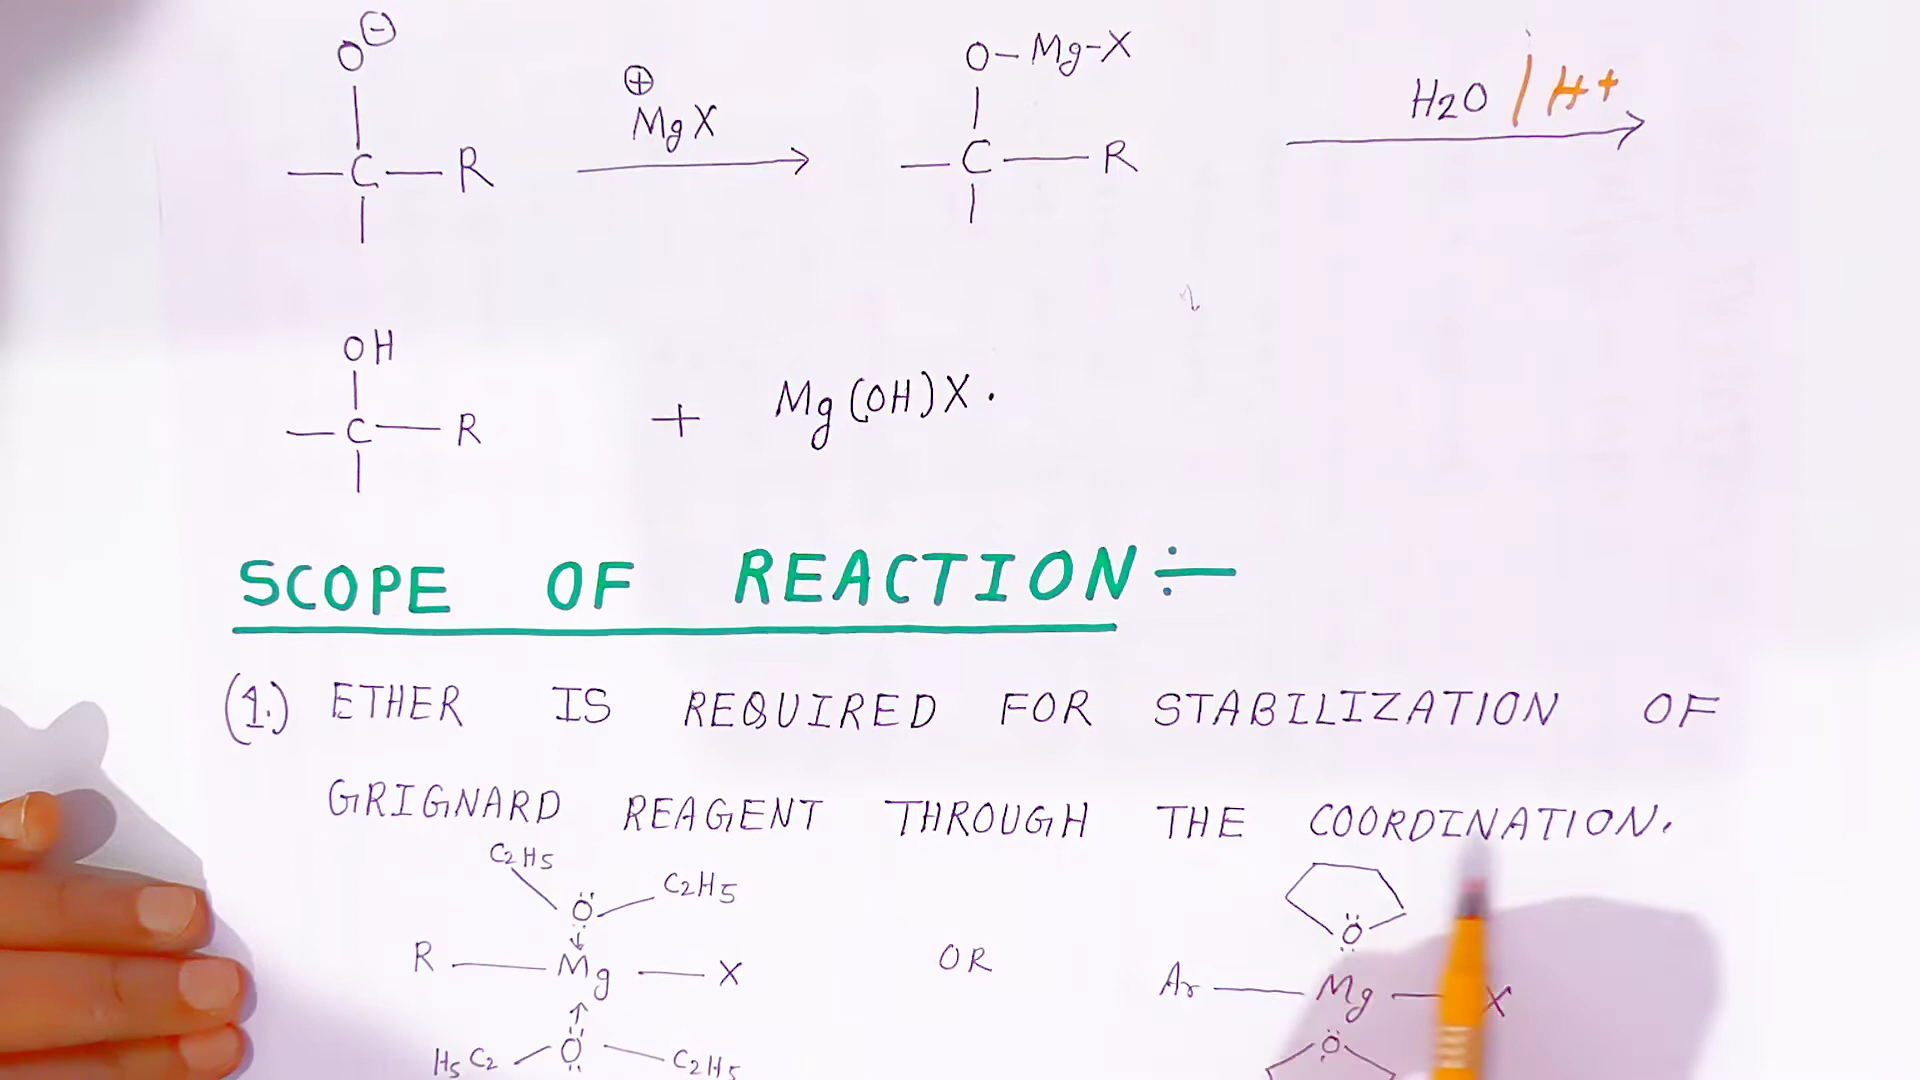 O⊖
—C—R
⊕
MgX
O-Mg-X
—C—R
H2O / H+
OH
—C—R + Mg(OH)X.
SCOPE OF REACTION:-
(1.) ETHER IS REQUIRED FOR STABILIZATION OF
GRIGNARD REAGENT THROUGH THE COORDINATION.
C2H5 C2H5
Ö
R—Mg—X
Ö
H5C2 C2H5
OR
Ö
Ar—Mg—X
Ö